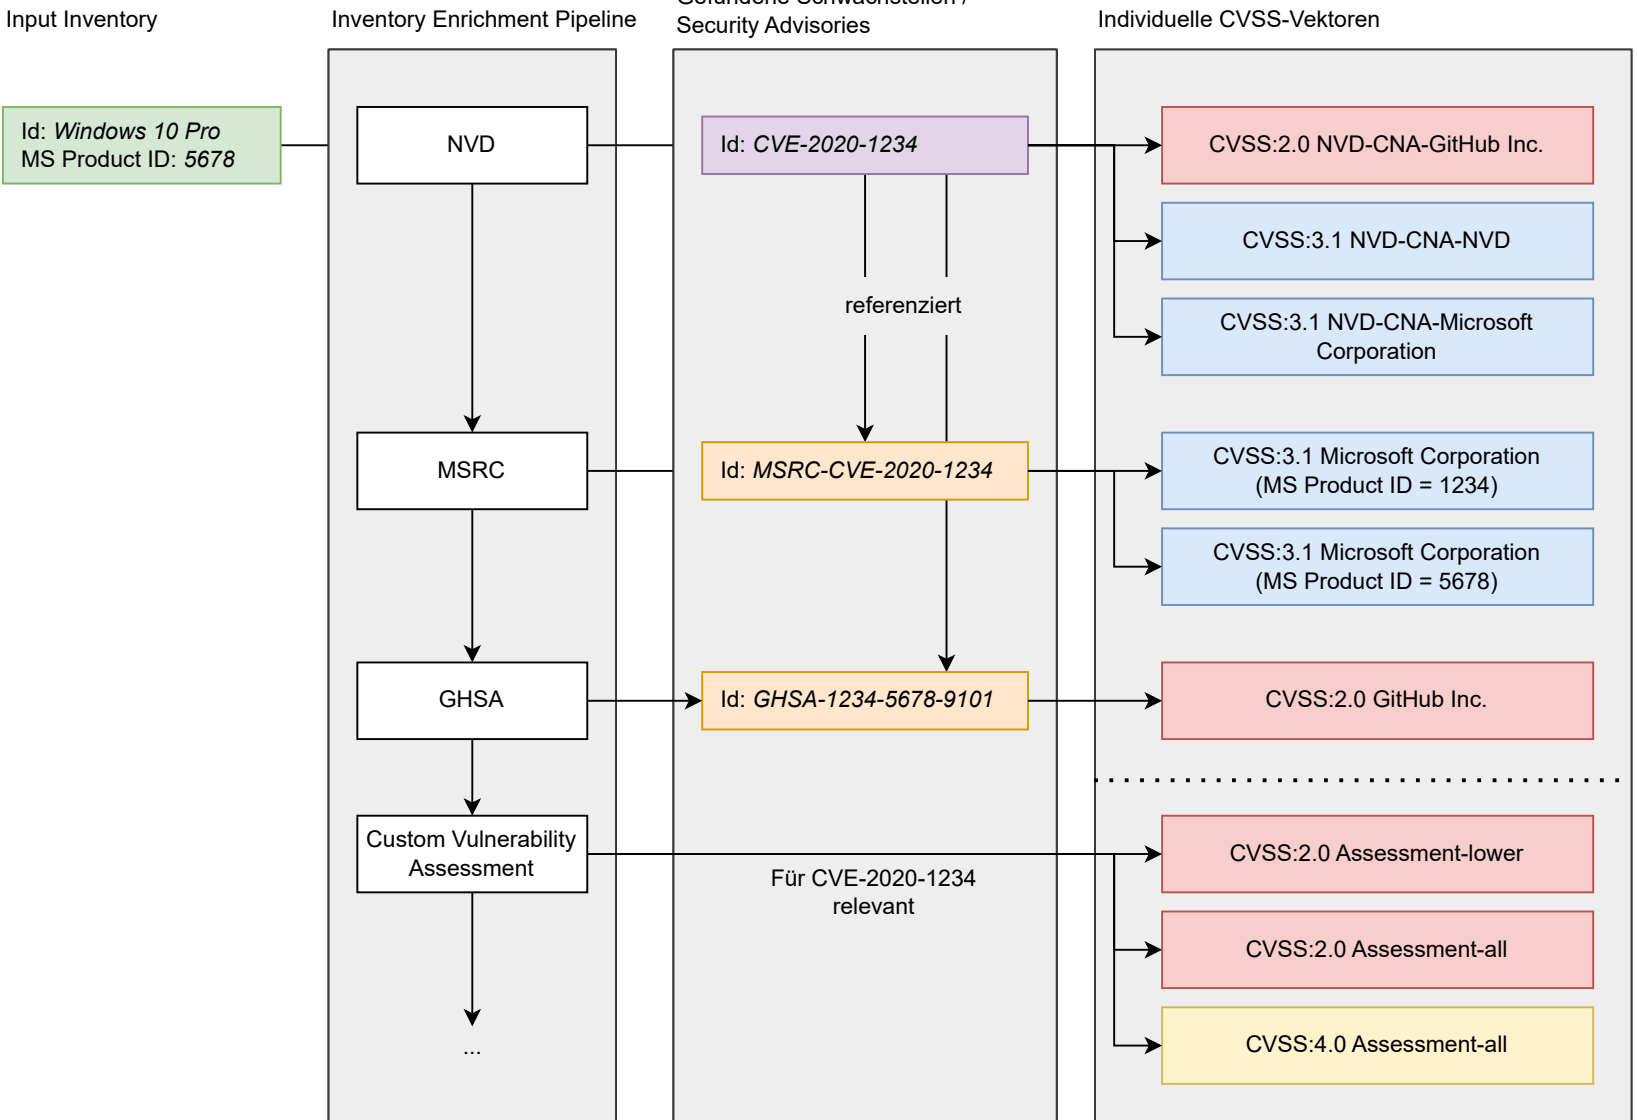 Input Inventory
Inventory Enrichment Pipeline
Gefundene Schwachstellen /
Security Advisories
Individuelle CVSS-Vektoren
Id: Windows 10 Pro
MS Product ID: 5678
NVD
Id: CVE-2020-1234
CVSS:2.0 NVD-CNA-GitHub Inc.
CVSS:3.1 NVD-CNA-NVD
referenziert
CVSS:3.1 NVD-CNA-Microsoft
Corporation
MSRC
Id: MSRC-CVE-2020-1234
CVSS:3.1 Microsoft Corporation
(MS Product ID = 1234)
CVSS:3.1 Microsoft Corporation
(MS Product ID = 5678)
GHSA
Id: GHSA-1234-5678-9101
CVSS:2.0 GitHub Inc.
Custom Vulnerability
Assessment
Für CVE-2020-1234
relevant
CVSS:2.0 Assessment-lower
CVSS:2.0 Assessment-all
CVSS:4.0 Assessment-all
...